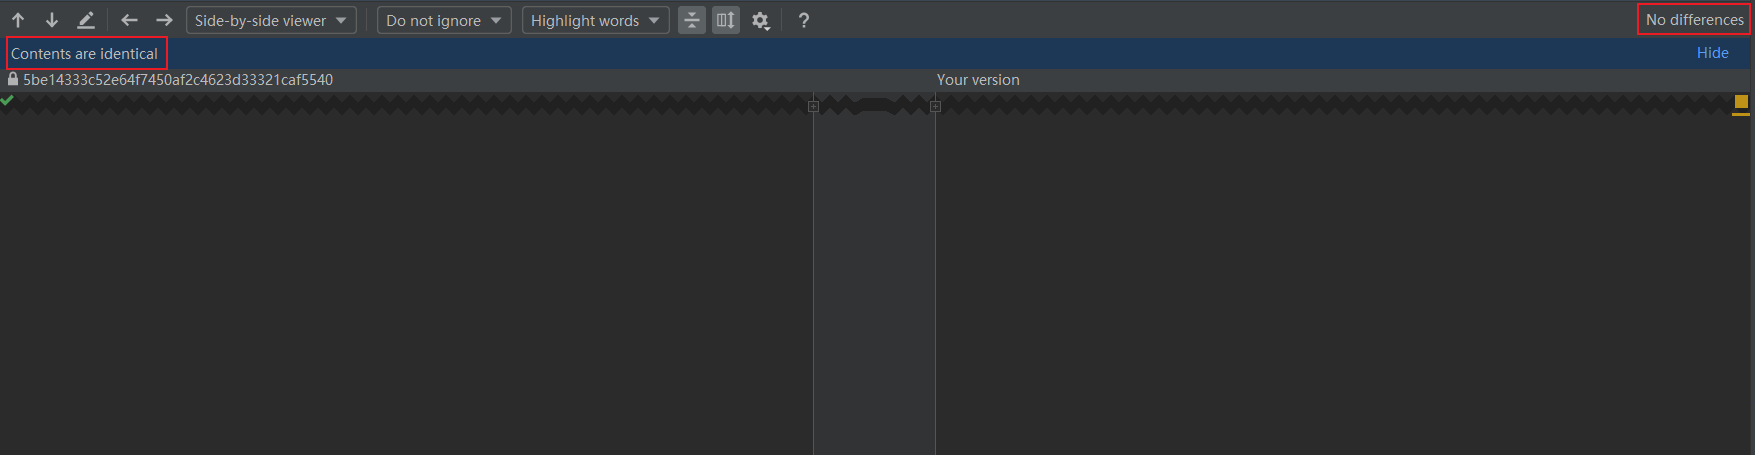 Side-by-side viewer Do not ignore Highlight words ? No differences
Contents are identical Hide
5be14333c52e64f7450af2c4623d33321caf5540 Your version